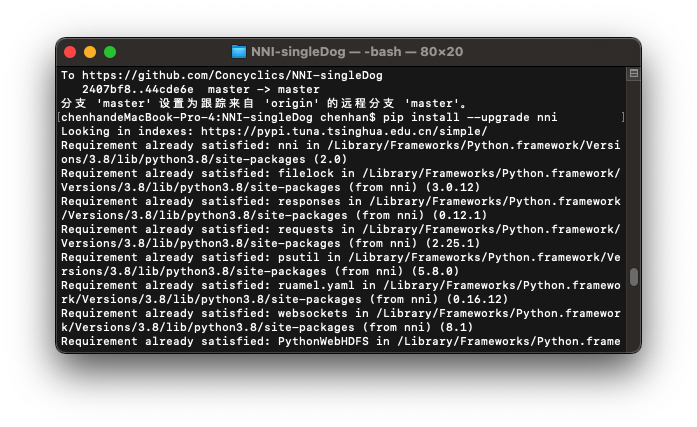 NNI-singleDog — -bash — 80×20
To https://github.com/Concyclics/NNI-singleDog
2407bf8..44cde6e  master -> master
分支 'master' 设置为跟踪来自 'origin' 的远程分支 'master'。
[chenhandeMacBook-Pro-4:NNI-singleDog chenhan$ pip install --upgrade nni ]
Looking in indexes: https://pypi.tuna.tsinghua.edu.cn/simple/
Requirement already satisfied: nni in /Library/Frameworks/Python.framework/Versi
ons/3.8/lib/python3.8/site-packages (2.0)
Requirement already satisfied: filelock in /Library/Frameworks/Python.framework/
Versions/3.8/lib/python3.8/site-packages (from nni) (3.0.12)
Requirement already satisfied: responses in /Library/Frameworks/Python.framework
/Versions/3.8/lib/python3.8/site-packages (from nni) (0.12.1)
Requirement already satisfied: requests in /Library/Frameworks/Python.framework/
Versions/3.8/lib/python3.8/site-packages (from nni) (2.25.1)
Requirement already satisfied: psutil in /Library/Frameworks/Python.framework/Ve
rsions/3.8/lib/python3.8/site-packages (from nni) (5.8.0)
Requirement already satisfied: ruamel.yaml in /Library/Frameworks/Python.framewo
rk/Versions/3.8/lib/python3.8/site-packages (from nni) (0.16.12)
Requirement already satisfied: websockets in /Library/Frameworks/Python.framewor
k/Versions/3.8/lib/python3.8/site-packages (from nni) (8.1)
Requirement already satisfied: PythonWebHDFS in /Library/Frameworks/Python.frame